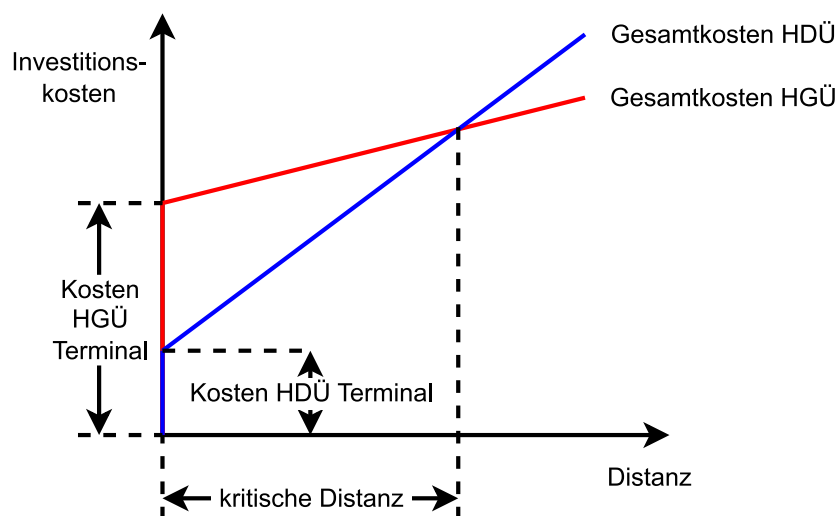 Investitions-
kosten
Gesamtkosten HDÜ
Gesamtkosten HGÜ
Kosten
HGÜ
Terminal
Kosten HDÜ Terminal
Distanz
kritische Distanz